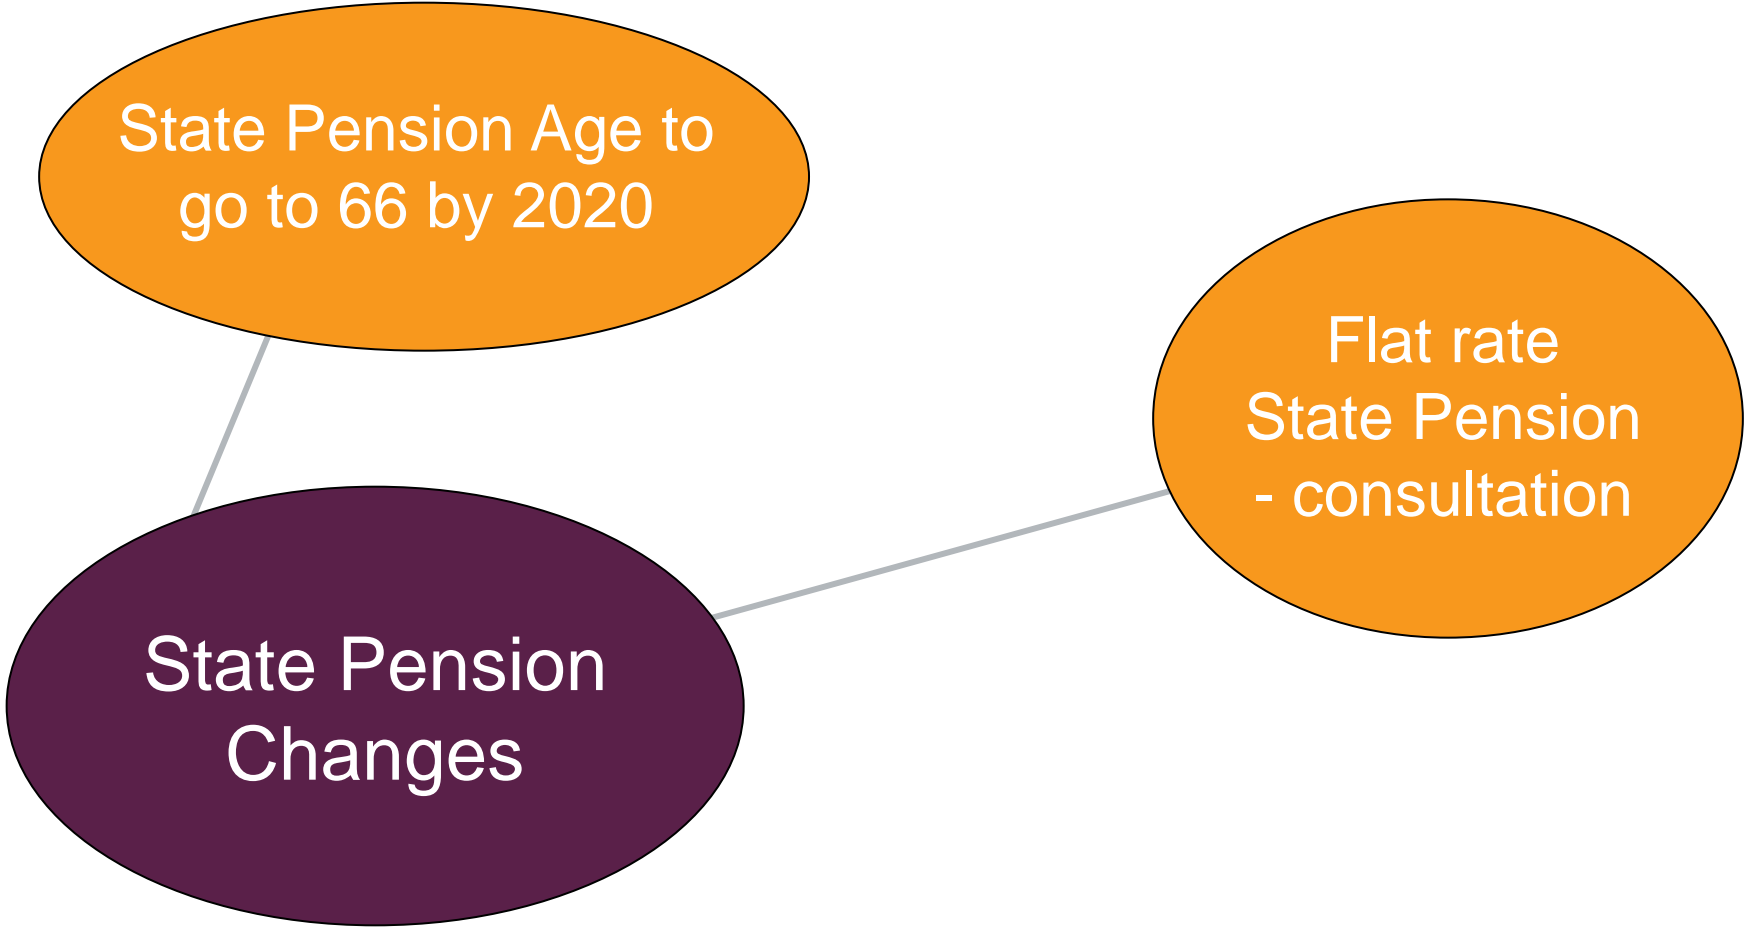 State Pension Age to
go to 66 by 2020
Flat rate
State Pension
- consultation
State Pension
Changes